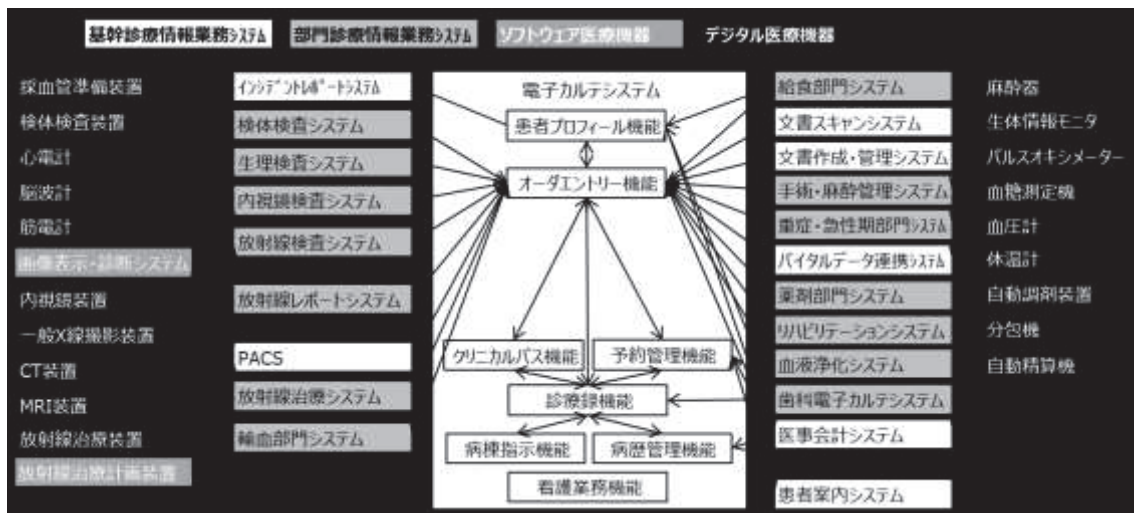 基幹診療情報業務システム
部門診療情報業務システム
ソフトウェア医療機器
デジタル医療機器
採血管準備装置
検体検査装置
心電計
脳波計
筋電計
画像表示・診断システム
内視鏡装置
一般X線撮影装置
CT装置
MRI装置
放射線治療装置
放射線治療計画装置
インシデントレポートシステム
検体検査システム
生理検査システム
内視鏡検査システム
放射線検査システム
放射線レポートシステム
PACS
放射線治療システム
輸血部門システム
電子カルテシステム
患者プロフィール機能
オーダエントリー機能
クリニカルパス機能
予約管理機能
診療録機能
病棟指示機能
病歴管理機能
看護業務機能
給食部門システム
文書スキャンシステム
文書作成・管理システム
手術・麻酔管理システム
重症・急性期部門システム
バイタルデータ連携システム
薬剤部門システム
リハビリテーションシステム
血液浄化システム
歯科電子カルテシステム
医事会計システム
患者案内システム
麻酔器
生体情報モニタ
パルスオキシメーター
血糖測定機
血圧計
体温計
自動調剤装置
分包機
自動精算機